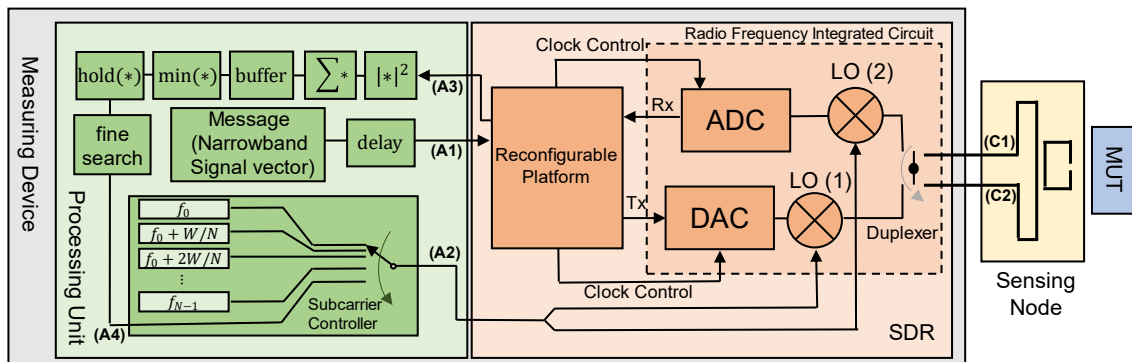 Measuring Device
Processing Unit
hold(∗)
min(∗)
buffer
∑ ∗
|∗|²
(A3)
fine
search
Message
(Narrowband
Signal vector)
delay
(A1)
f₀
f₀ + W/N
f₀ + 2W/N
⋮
f_{N−1}
Subcarrier
Controller
(A2)
(A4)
Clock Control
Reconfigurable
Platform
Rx
Tx
Clock Control
Radio Frequency Integrated Circuit
ADC
LO (2)
DAC
LO (1)
Duplexer
SDR
(C1)
(C2)
MUT
Sensing
Node